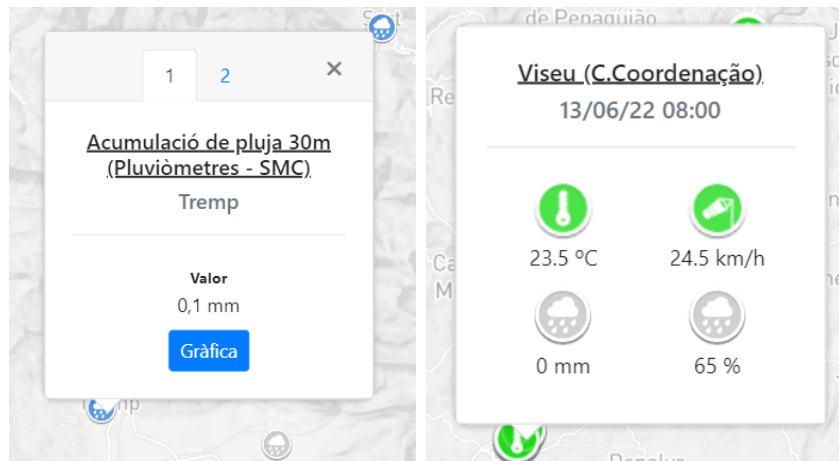 1
2
×
Acumulació de pluja 30m
(Pluviòmetres - SMC)
Tremp
Valor
0,1 mm
Gràfica
de Penaguião
Viseu (C.Coordenação)
13/06/22 08:00
23.5 ºC
24.5 km/h
0 mm
65 %